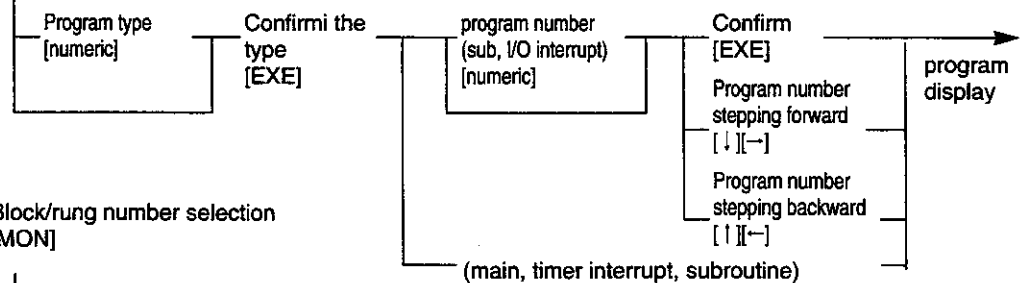 Program type
[numeric]
Confirmi the
type
[EXE]
program number
(sub, I/O interrupt)
[numeric]
Confirm
[EXE]
Program number
stepping forward
[↓][→]
Program number
stepping backward
[↑][←]
program
display
(main, timer interrupt, subroutine)
Block/rung number selection
MON]